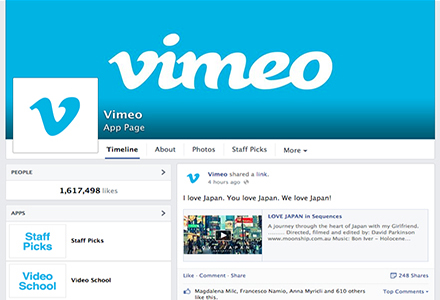 vimeo
v
Vimeo
App Page
Timeline
About
Photos
Staff Picks
More
PEOPLE
1,617,498 likes
APPS
Staff
Picks
Staff Picks
Video
School
Video School
Vimeo shared a link.
4 hours ago
I love Japan. You love Japan. We love Japan!
LOVE JAPAN in Sequences
A journey through the heart of Japan with my Girlfriend.
.......... Directed, filmed and edited by: David Parkinson
www.moonship.com.au Music: Bon Iver - Holocene...
Like · Comment · Share
248 Shares
Magdalena Milc, Francesco Namio, Anna Myricli and 610 others
like this.
Top Comments